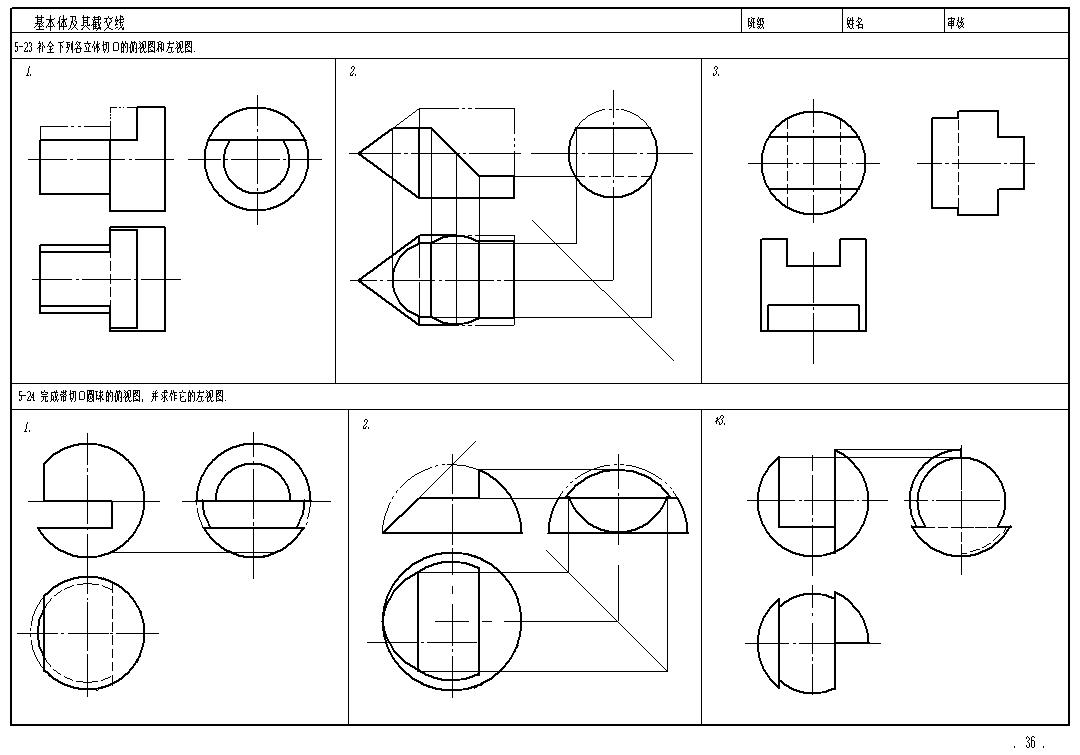 基本体及其截交线 班级 姓名 审核
5-23 补全下列各立体切口的俯视图和左视图.
1. 2. 3.
5-24 完成带切口圆球的俯视图, 并求作它的左视图.
1. 2. *3.
. 36 .